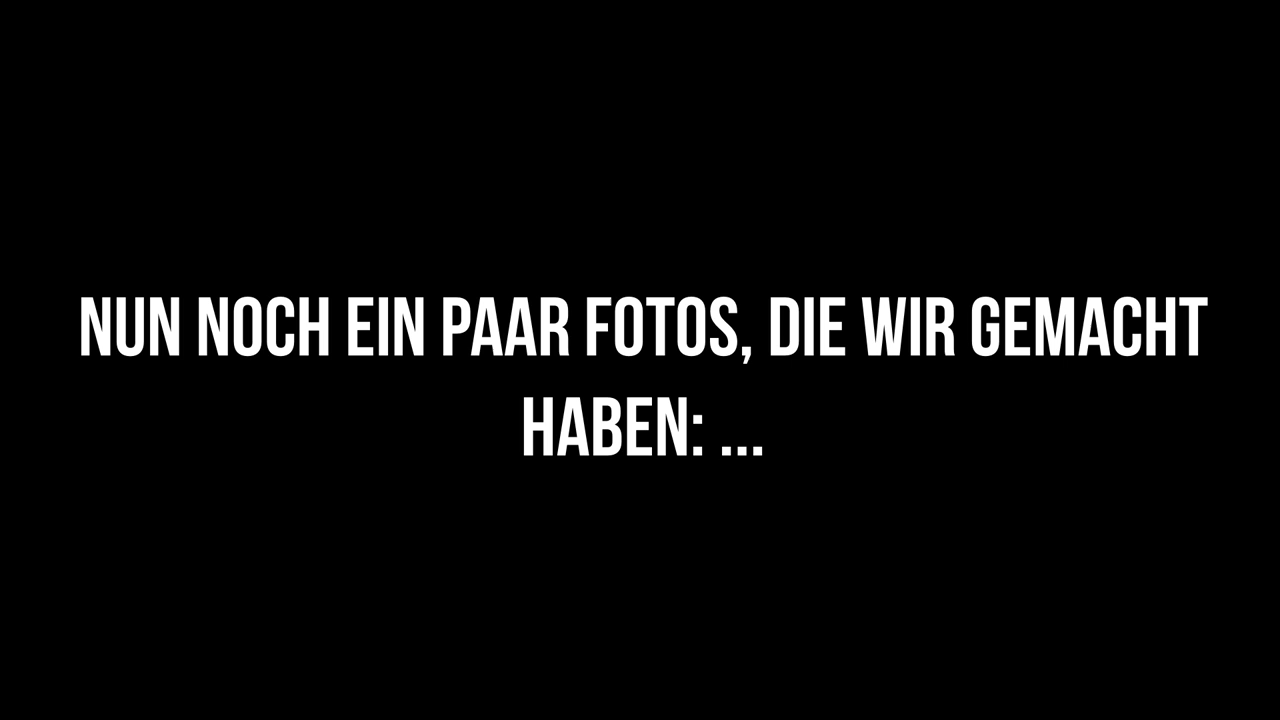 NUN NOCH EIN PAAR FOTOS, DIE WIR GEMACHT
HABEN: ...